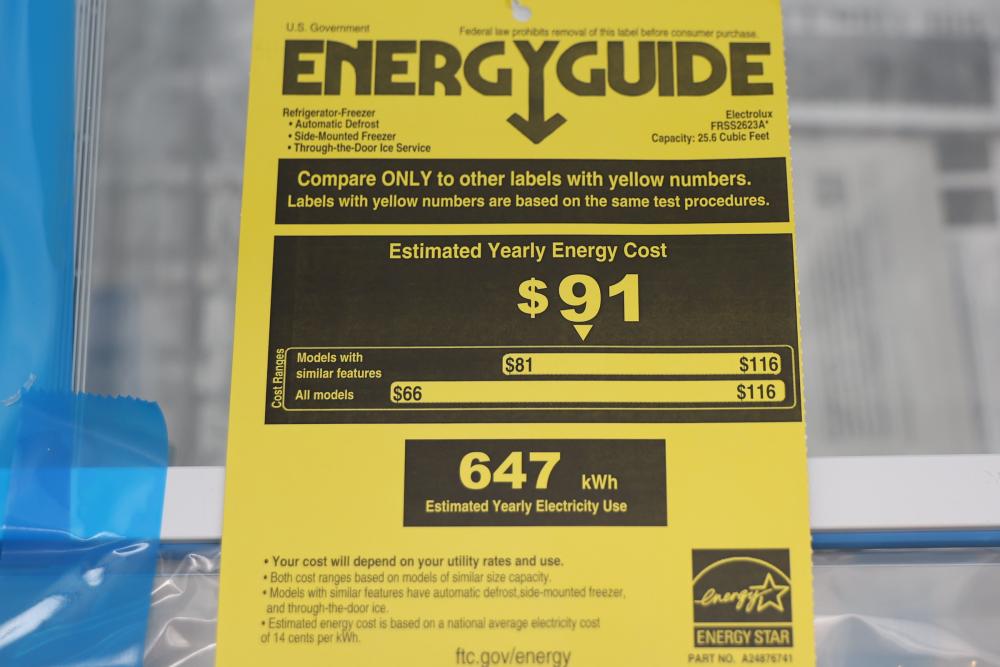 U.S. Government
Federal law prohibits removal of this label before consumer purchase.
ENERGYGUIDE
Refrigerator-Freezer
• Automatic Defrost
• Side-Mounted Freezer
• Through-the-Door Ice Service
Electrolux
FRSS2623A*
Capacity: 25.6 Cubic Feet
Compare ONLY to other labels with yellow numbers.
Labels with yellow numbers are based on the same test procedures.
Estimated Yearly Energy Cost
$91
Cost Ranges
Models with
similar features
$81 $116
All models $66 $116
647 kWh
Estimated Yearly Electricity Use
• Your cost will depend on your utility rates and use.
• Both cost ranges based on models of similar size capacity.
• Models with similar features have automatic defrost,side-mounted freezer,
and through-the-door ice.
• Estimated energy cost is based on a national average electricity cost
of 14 cents per kWh.
ftc.gov/energy
energy
ENERGY STAR
PART NO. A24876741